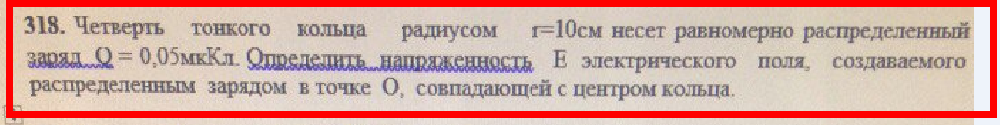 318. Четверть тонкого кольца радиусом r=10см несет равномерно распределенный
заряд Q = 0,05мкКл. Определить напряженность E электрического поля, создаваемого
распределенным зарядом в точке O, совпадающей с центром кольца.